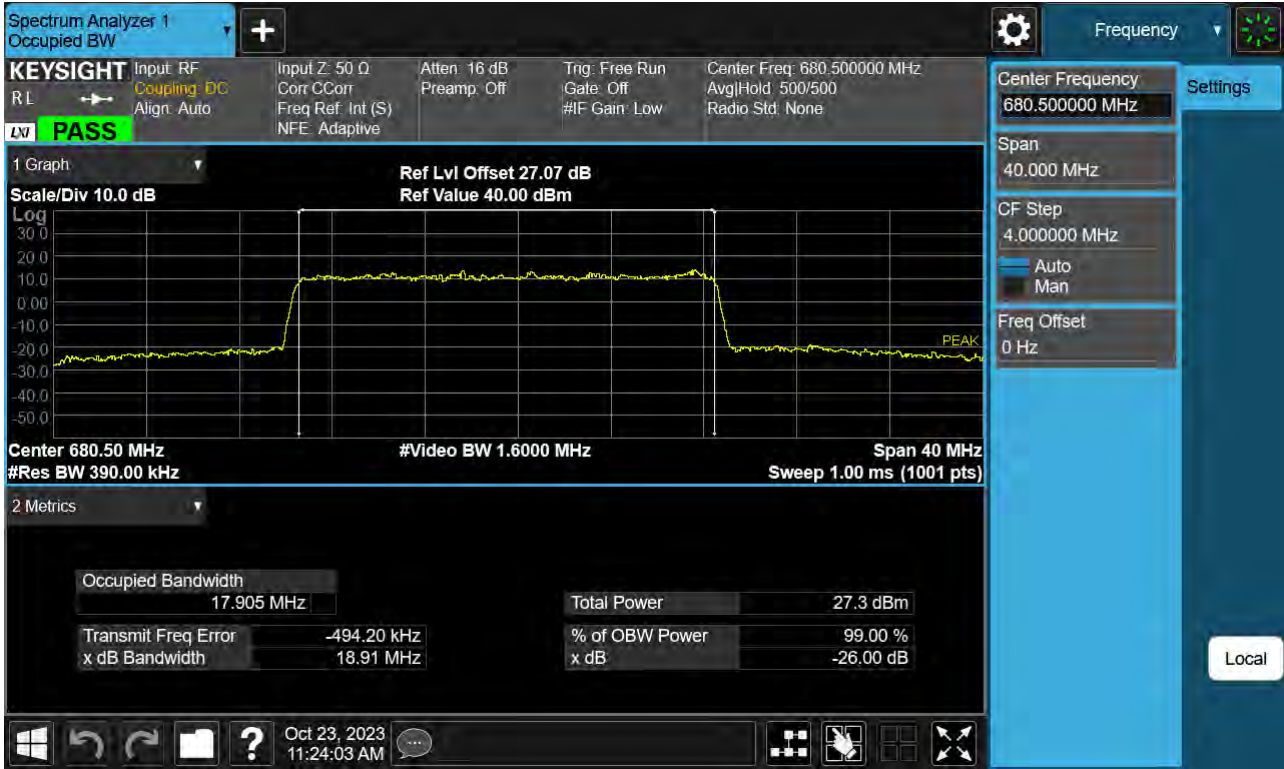 Spectrum Analyzer 1
Occupied BW
Frequency
KEYSIGHT
RL
LXI PASS
Input: RF
Coupling: DC
Align: Auto
Input Z: 50 Ω
Corr CCorr
Freq Ref: Int (S)
NFE: Adaptive
Atten: 16 dB
Preamp: Off
Trig: Free Run
Gate: Off
#IF Gain: Low
Center Freq: 680.500000 MHz
Avg|Hold: 500/500
Radio Std: None
Center Frequency
680.500000 MHz
Settings
Span
40.000 MHz
CF Step
4.000000 MHz
Auto
Man
Freq Offset
0 Hz
1 Graph
Scale/Div 10.0 dB
Ref Lvl Offset 27.07 dB
Ref Value 40.00 dBm
Log
30.0
20.0
10.0
0.00
-10.0
-20.0
-30.0
-40.0
-50.0
PEAK
Center 680.50 MHz
#Res BW 390.00 kHz
#Video BW 1.6000 MHz
Span 40 MHz
Sweep 1.00 ms (1001 pts)
2 Metrics
Occupied Bandwidth
17.905 MHz
Transmit Freq Error -494.20 kHz
x dB Bandwidth 18.91 MHz
Total Power 27.3 dBm
% of OBW Power 99.00 %
x dB -26.00 dB
Local
?
Oct 23, 2023
11:24:03 AM